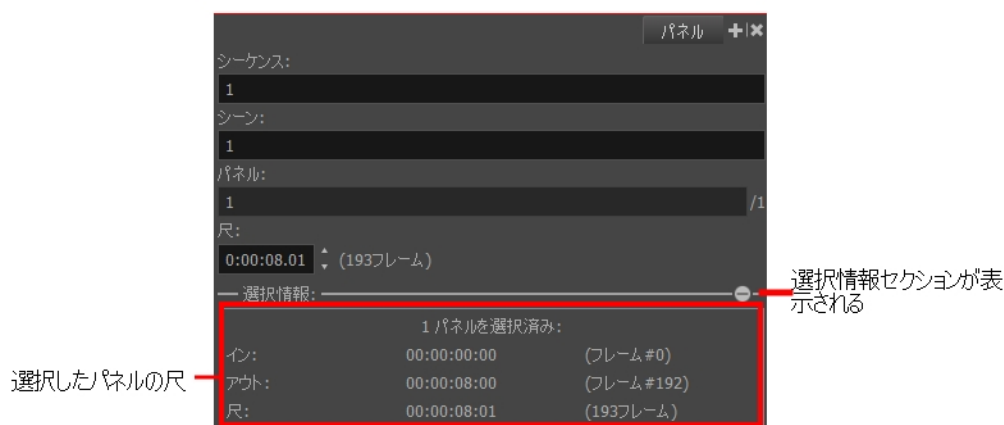 パネル
シーケンス:
1
シーン:
1
パネル:
1 /1
尺:
0:00:08.01 (193フレーム)
選択情報:
選択情報セクションが表
示される
1 パネルを選択済み:
イン: 00:00:00:00 (フレーム#0)
アウト: 00:00:08:00 (フレーム#192)
尺: 00:00:08:01 (193フレーム)
選択したパネルの尺